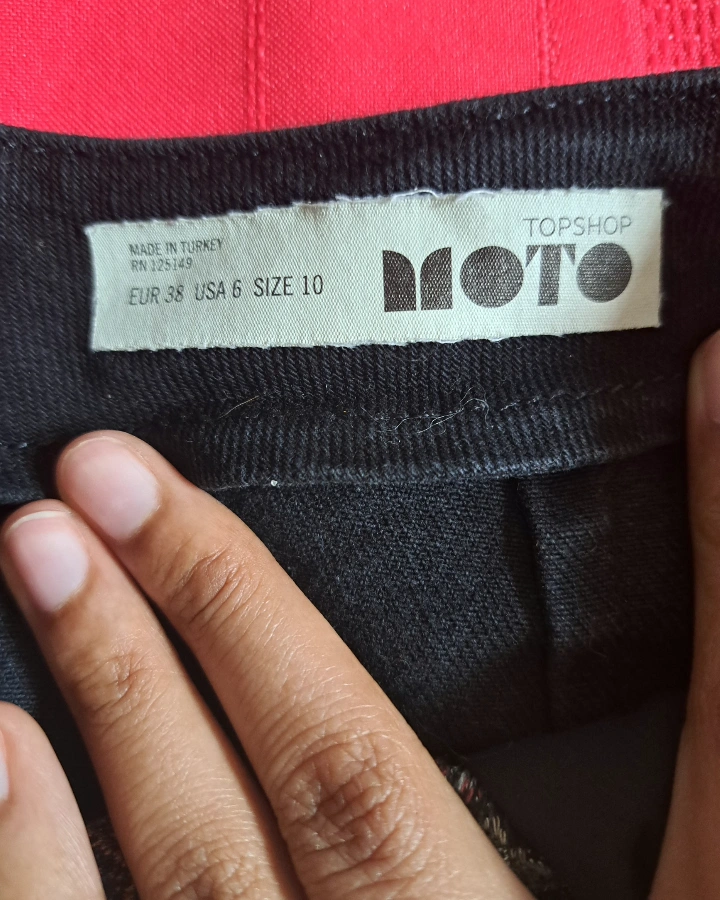 MADE IN TURKEY
RN 125149
EUR 38 USA 6 SIZE 10
TOPSHOP
MOTO